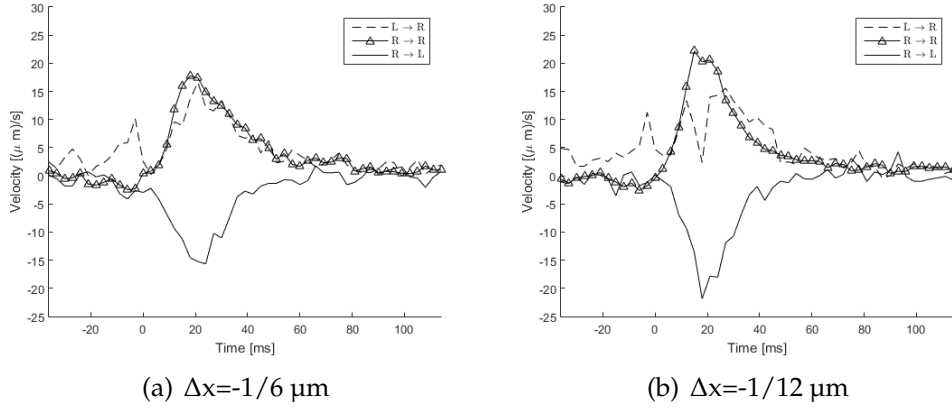 30
25
20
15
10
5
0
-5
-10
-15
-20
-25
Velocity [(μ m)/s]
-20 0 20 40 60 80 100
Time [ms]
L → R
R → R
R → L
(a) Δx=-1/6 μm
30
25
20
15
10
5
0
-5
-10
-15
-20
-25
Velocity [(μ m)/s]
-20 0 20 40 60 80 100
Time [ms]
L → R
R → R
R → L
(b) Δx=-1/12 μm